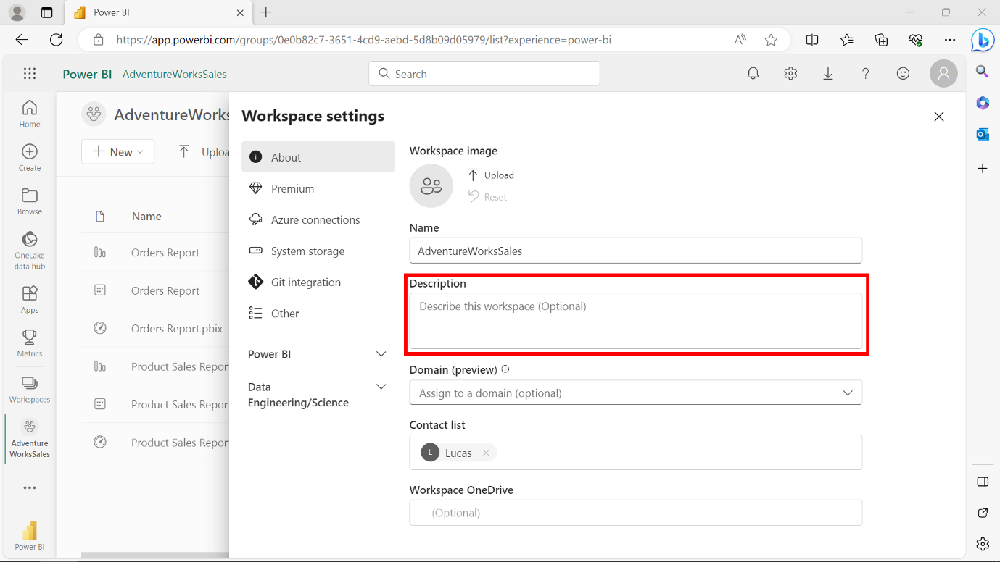 Power BI
https://app.powerbi.com/groups/0e0b82c7-3651-4cd9-aebd-5d8b09d05979/list?experience=power-bi
Power BI AdventureWorksSales
Search
Home
Create
Browse
OneLake
data hub
Apps
Metrics
Workspaces
Adventure
WorksSales
Power BI
AdventureWorks
New
Uploa
Name
Orders Report
Orders Report
Orders Report.pbix
Product Sales Repor
Product Sales Repor
Product Sales Repor
Workspace settings
About
Premium
Azure connections
System storage
Git integration
Other
Power BI
Data
Engineering/Science
Workspace image
Upload
Reset
Name
AdventureWorksSales
Description
Describe this workspace (Optional)
Domain (preview)
Assign to a domain (optional)
Contact list
L Lucas
Workspace OneDrive
(Optional)